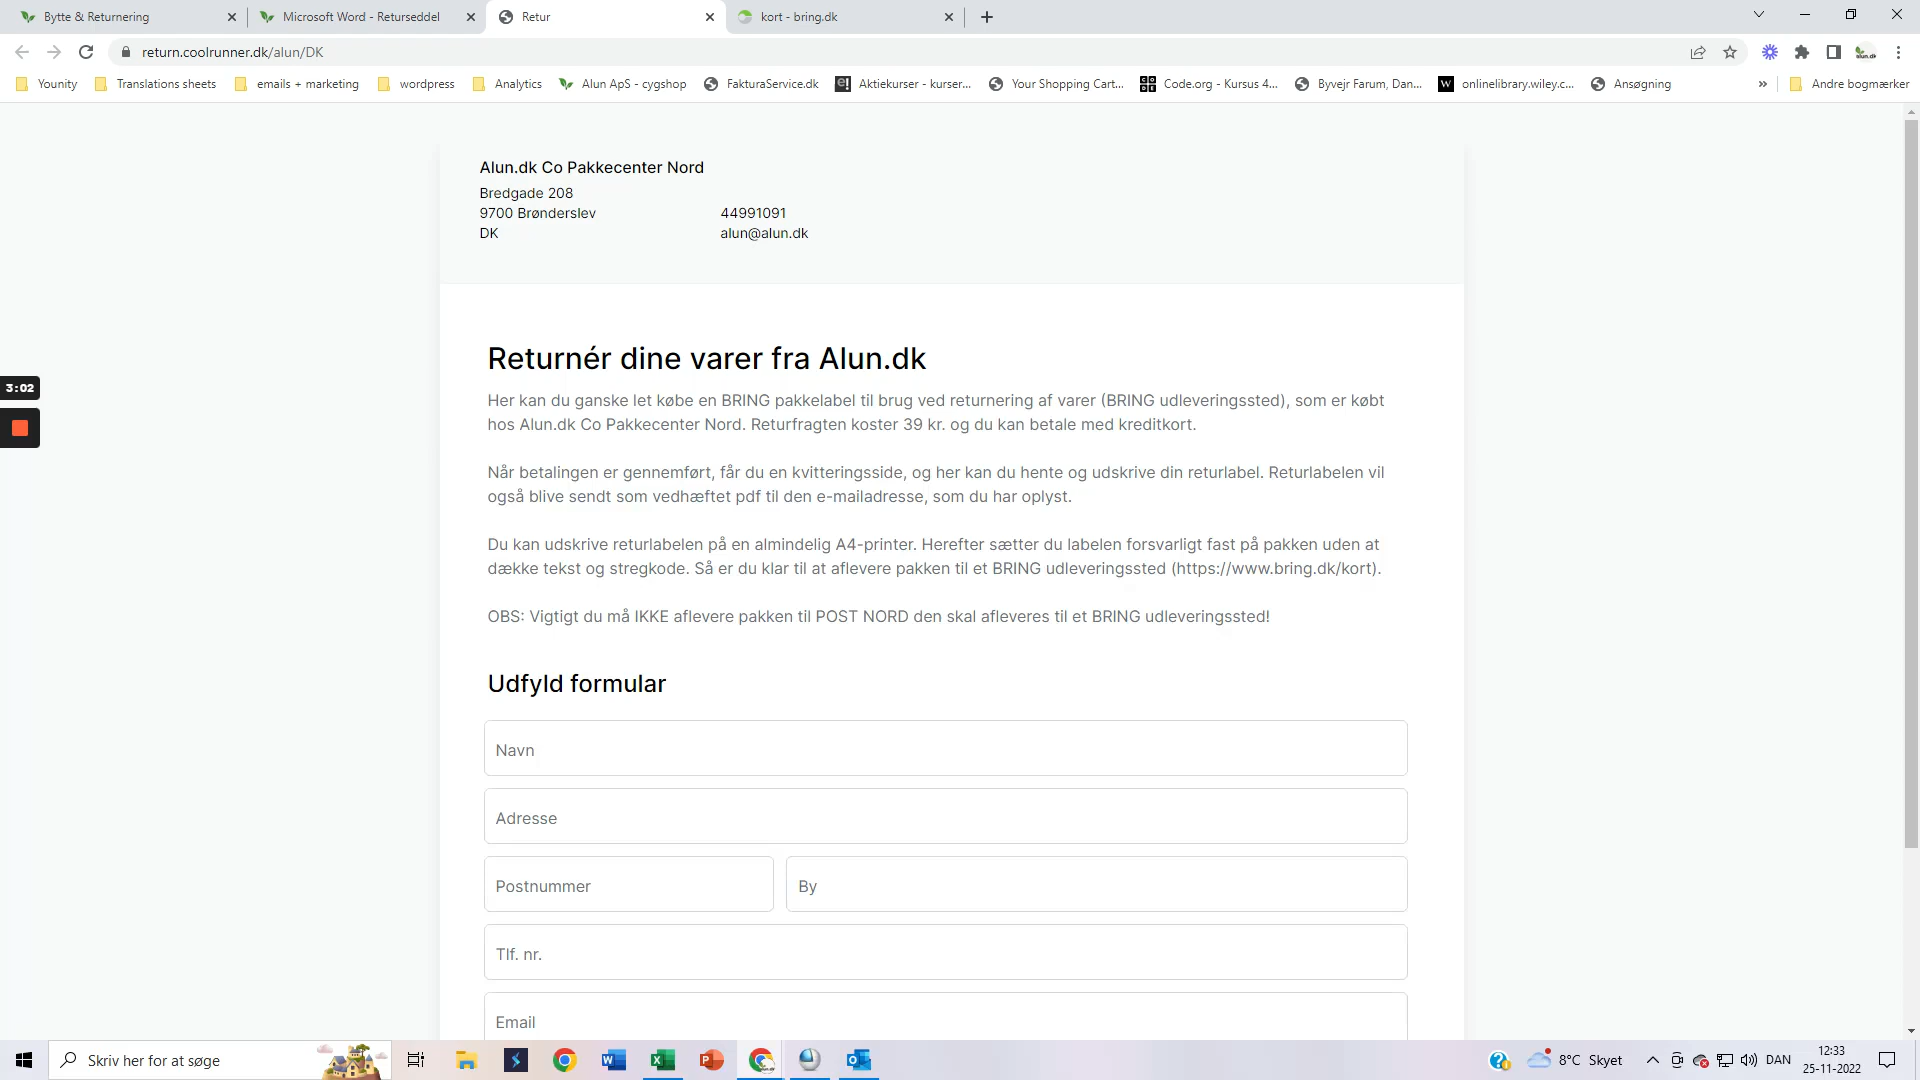 Bytte & Returnering
Microsoft Word - Returseddel
Retur
kort - bring.dk
return.coolrunner.dk/alun/DK
Younity
Translations sheets
emails + marketing
wordpress
Analytics
Alun ApS - cygshop
FakturaService.dk
Aktiekurser - kurser...
Your Shopping Cart...
Code.org - Kursus 4...
Byvejr Farum, Dan...
onlinelibrary.wiley.c...
Ansøgning
»
Andre bogmærker
Alun.dk Co Pakkecenter Nord
Bredgade 208
9700 Brønderslev
44991091
DK
alun@alun.dk
3:02
Returnér dine varer fra Alun.dk
Her kan du ganske let købe en BRING pakkelabel til brug ved returnering af varer (BRING udleveringssted), som er købt
hos Alun.dk Co Pakkecenter Nord. Returfragten koster 39 kr. og du kan betale med kreditkort.
Når betalingen er gennemført, får du en kvitteringsside, og her kan du hente og udskrive din returlabel. Returlabelen vil
også blive sendt som vedhæftet pdf til den e-mailadresse, som du har oplyst.
Du kan udskrive returlabelen på en almindelig A4-printer. Herefter sætter du labelen forsvarligt fast på pakken uden at
dække tekst og stregkode. Så er du klar til at aflevere pakken til et BRING udleveringssted (https://www.bring.dk/kort).
OBS: Vigtigt du må IKKE aflevere pakken til POST NORD den skal afleveres til et BRING udleveringssted!
Udfyld formular
Navn
Adresse
Postnummer
By
Tlf. nr.
Email
Skriv her for at søge
8°C Skyet
DAN
12:33
25-11-2022